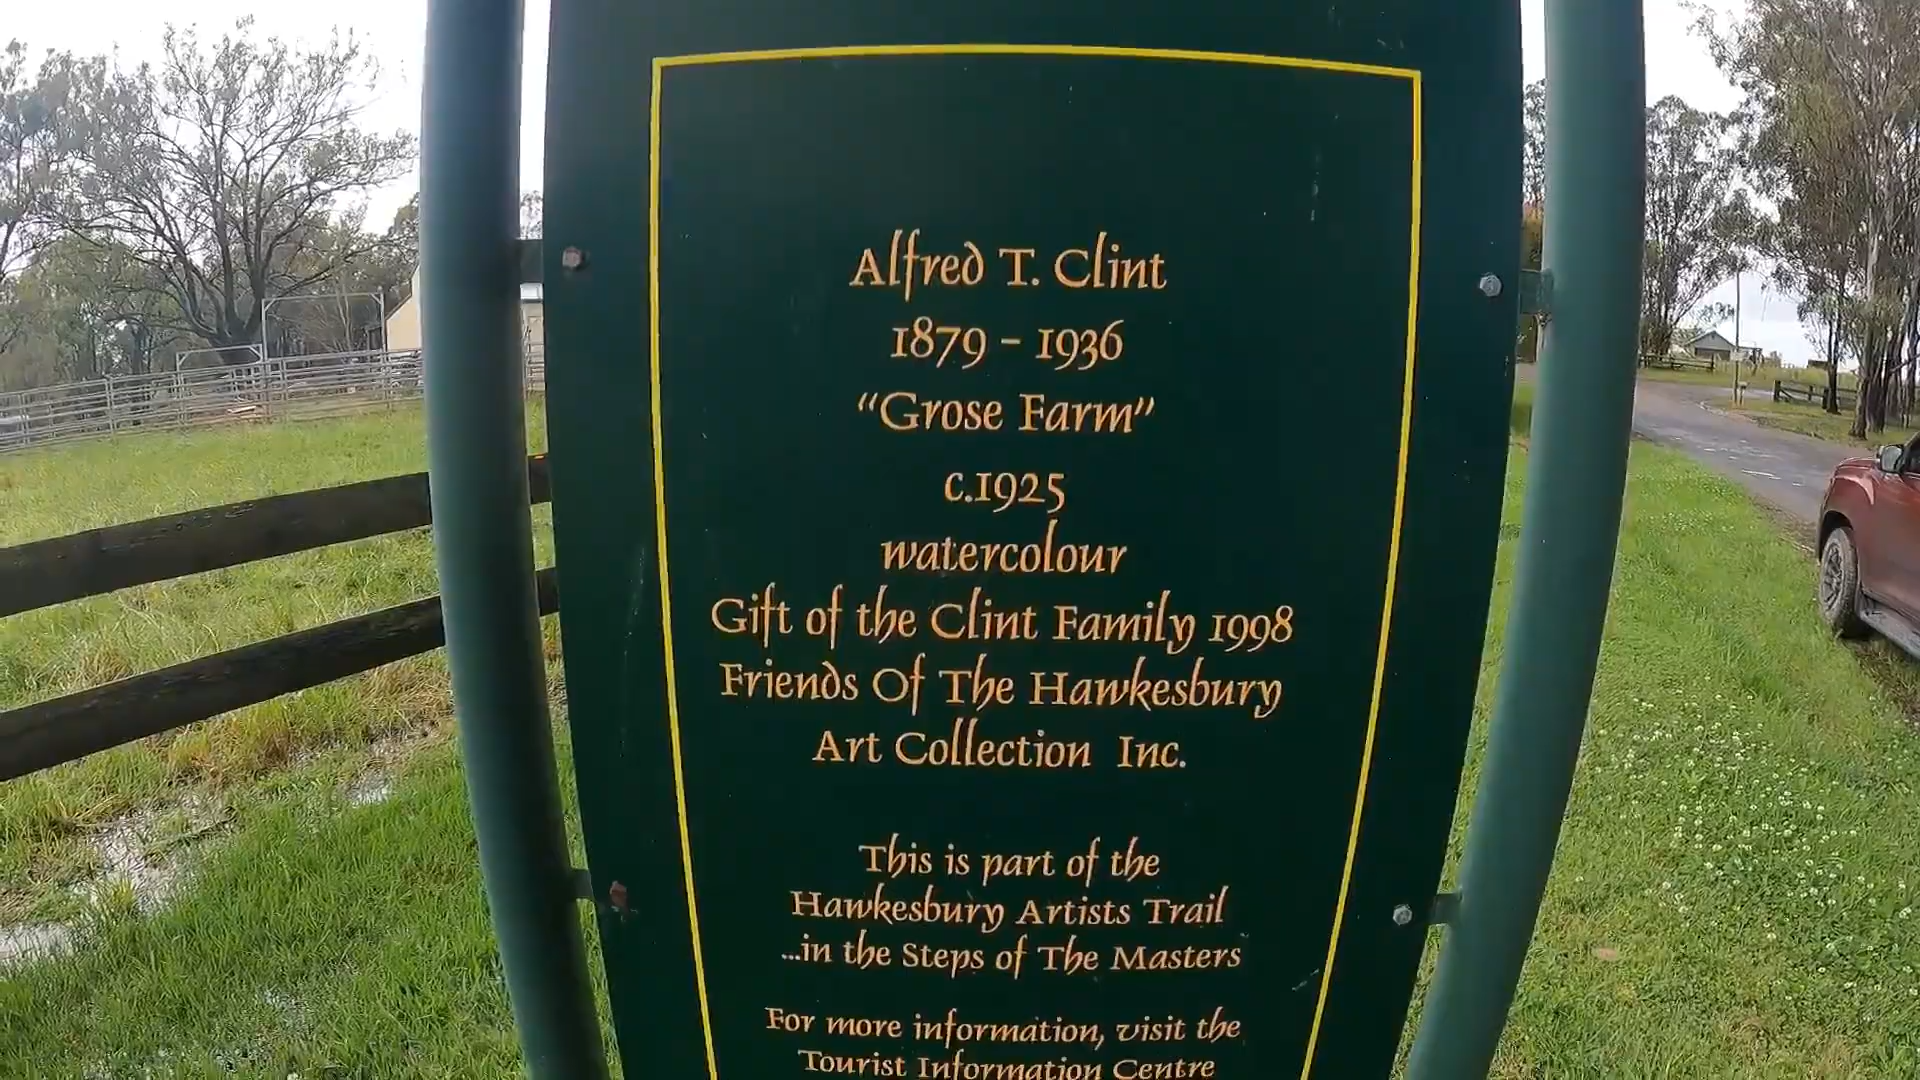 Alfred T. Clint
1879 - 1936
“Grose Farm”
c.1925
watercolour
Gift of the Clint Family 1998
Friends Of The Hawkesbury
Art Collection Inc.
This is part of the
Hawkesbury Artists Trail
...in the Steps of The Masters
For more information, visit the
Tourist Information Centre